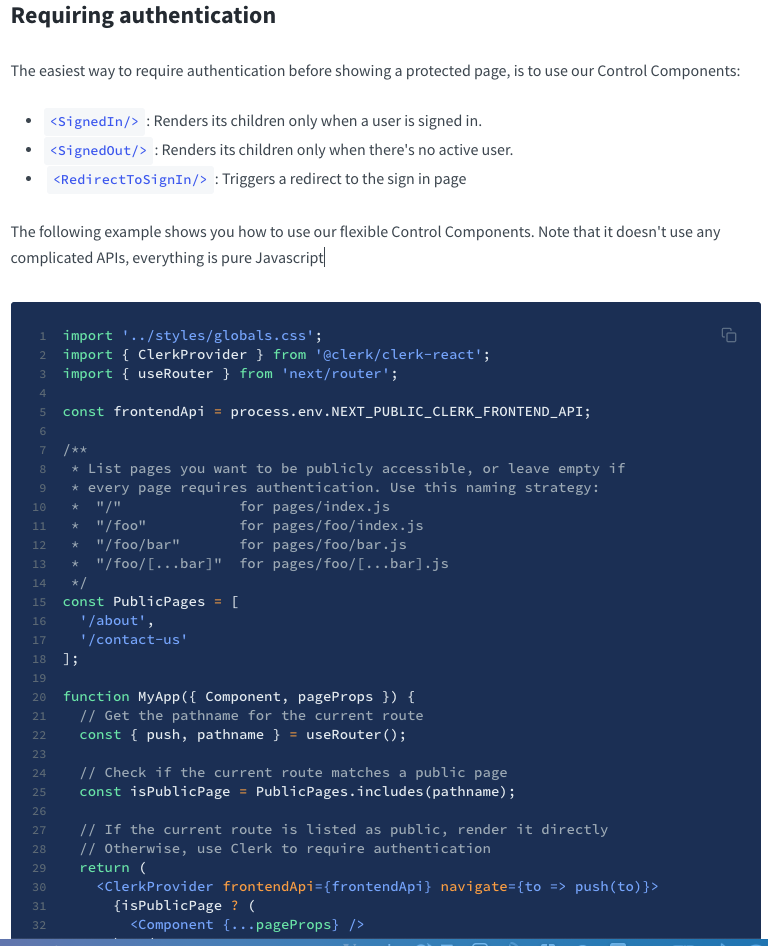 Requiring authentication
The easiest way to require authentication before showing a protected page, is to use our Control Components:
• <SignedIn/> : Renders its children only when a user is signed in.
• <SignedOut/> : Renders its children only when there's no active user.
• <RedirectToSignIn/> : Triggers a redirect to the sign in page
The following example shows you how to use our flexible Control Components. Note that it doesn't use any
complicated APIs, everything is pure Javascript
1 import '../styles/globals.css';
2 import { ClerkProvider } from '@clerk/clerk-react';
3 import { useRouter } from 'next/router';
4
5 const frontendApi = process.env.NEXT_PUBLIC_CLERK_FRONTEND_API;
6
7 /**
8  * List pages you want to be publicly accessible, or leave empty if
9  * every page requires authentication. Use this naming strategy:
10  *  "/"              for pages/index.js
11  *  "/foo"           for pages/foo/index.js
12  *  "/foo/bar"       for pages/foo/bar.js
13  *  "/foo/[...bar]"  for pages/foo/[...bar].js
14  */
15 const PublicPages = [
16   '/about',
17   '/contact-us'
18 ];
19
20 function MyApp({ Component, pageProps }) {
21   // Get the pathname for the current route
22   const { push, pathname } = useRouter();
23
24   // Check if the current route matches a public page
25   const isPublicPage = PublicPages.includes(pathname);
26
27   // If the current route is listed as public, render it directly
28   // Otherwise, use Clerk to require authentication
29   return (
30     <ClerkProvider frontendApi={frontendApi} navigate={to => push(to)}>
31       {isPublicPage ? (
32         <Component {...pageProps} />